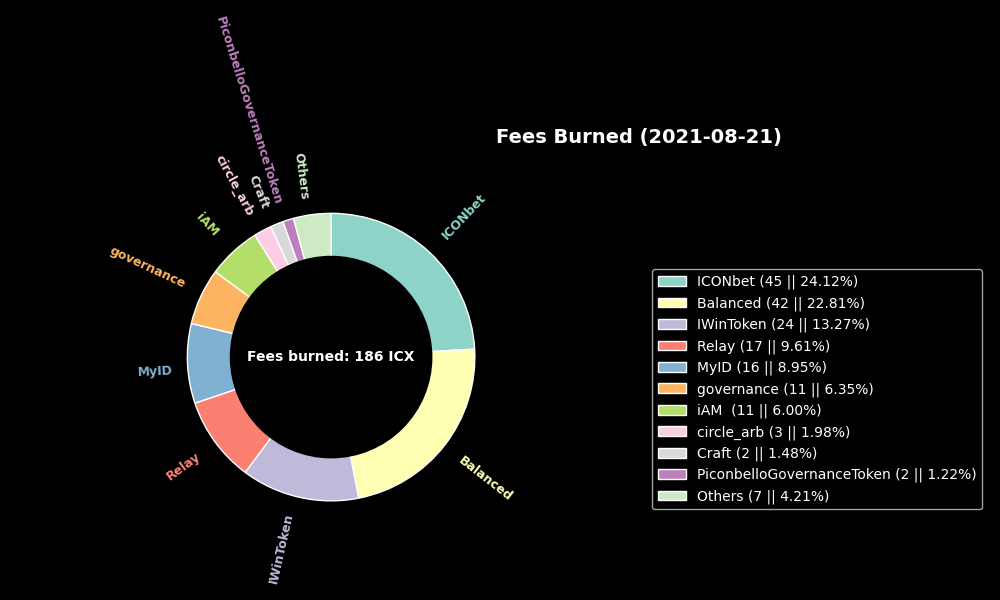 Fees Burned (2021-08-21)
PiconbelloGovernanceToken
Others
Craft
circle_arb
iAM
governance
MyID
Relay
IWinToken
Balanced
ICONbet
Fees burned: 186 ICX
ICONbet (45 || 24.12%)
Balanced (42 || 22.81%)
IWinToken (24 || 13.27%)
Relay (17 || 9.61%)
MyID (16 || 8.95%)
governance (11 || 6.35%)
iAM  (11 || 6.00%)
circle_arb (3 || 1.98%)
Craft (2 || 1.48%)
PiconbelloGovernanceToken (2 || 1.22%)
Others (7 || 4.21%)